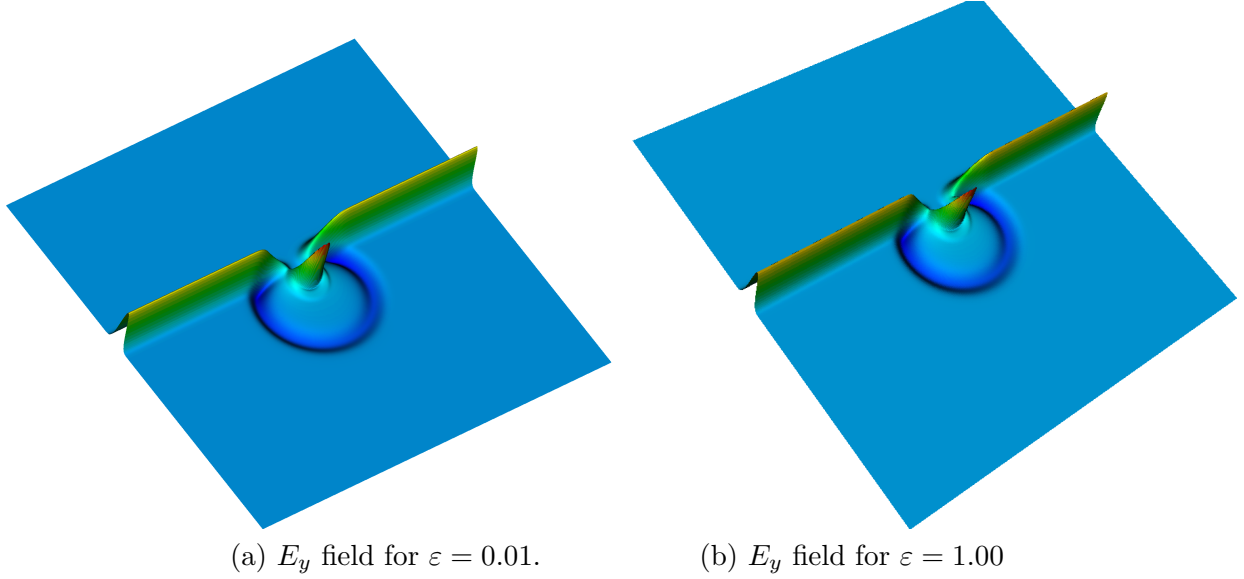 (a) $E_y$ field for $\varepsilon = 0.01$.
(b) $E_y$ field for $\varepsilon = 1.00$